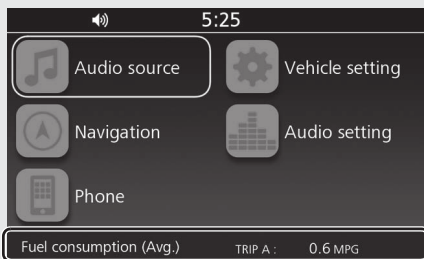 5:25
Audio source
Vehicle setting
Navigation
Audio setting
Phone
Fuel consumption (Avg.) TRIP A : 0.6 MPG